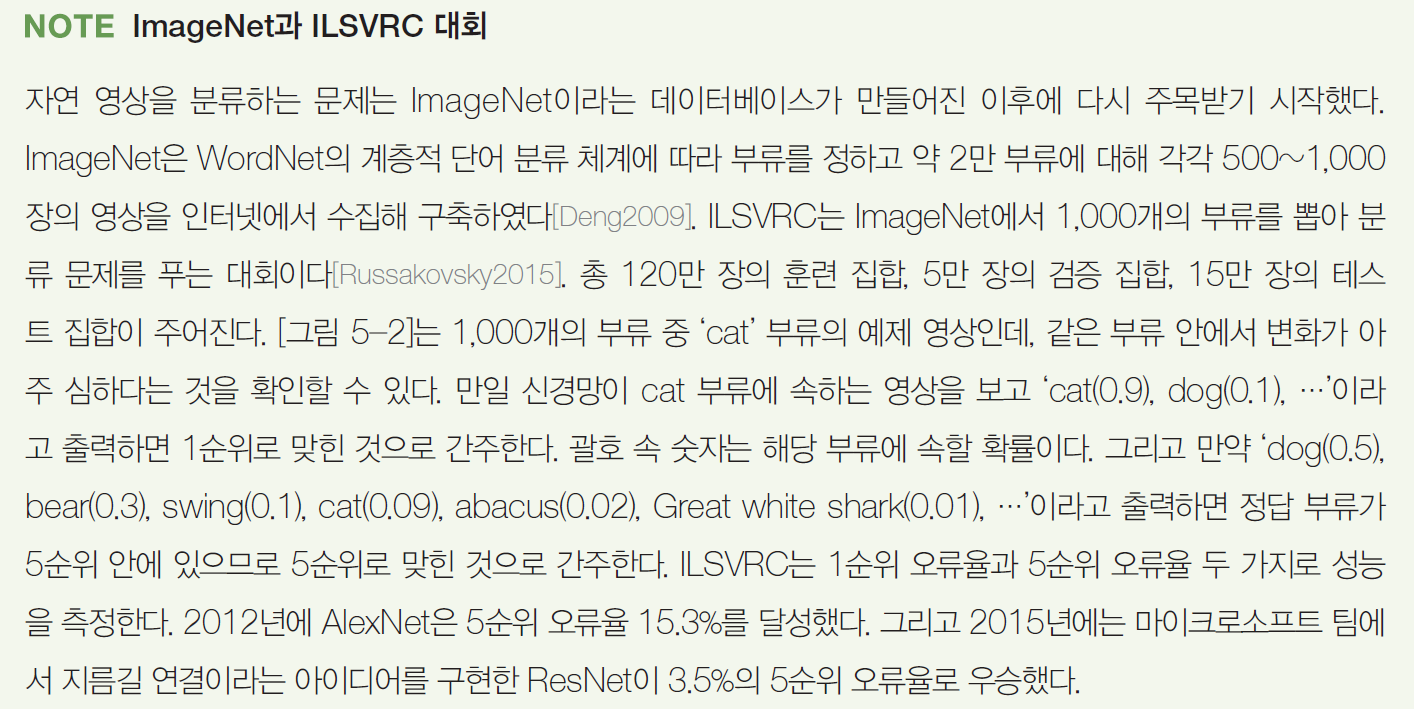 NOTE ImageNet과 ILSVRC 대회
자연 영상을 분류하는 문제는 ImageNet이라는 데이터베이스가 만들어진 이후에 다시 주목받기 시작했다.
ImageNet은 WordNet의 계층적 단어 분류 체계에 따라 부류를 정하고 약 2만 부류에 대해 각각 500~1,000
장의 영상을 인터넷에서 수집해 구축하였다[Deng2009]. ILSVRC는 ImageNet에서 1,000개의 부류를 뽑아 분
류 문제를 푸는 대회이다[Russakovsky2015]. 총 120만 장의 훈련 집합, 5만 장의 검증 집합, 15만 장의 테스
트 집합이 주어진다. [그림 5-2]는 1,000개의 부류 중 ‘cat’ 부류의 예제 영상인데, 같은 부류 안에서 변화가 아
주 심하다는 것을 확인할 수 있다. 만일 신경망이 cat 부류에 속하는 영상을 보고 ‘cat(0.9), dog(0.1), …’이라
고 출력하면 1순위로 맞힌 것으로 간주한다. 괄호 속 숫자는 해당 부류에 속할 확률이다. 그리고 만약 ‘dog(0.5),
bear(0.3), swing(0.1), cat(0.09), abacus(0.02), Great white shark(0.01), …’이라고 출력하면 정답 부류가
5순위 안에 있으므로 5순위로 맞힌 것으로 간주한다. ILSVRC는 1순위 오류율과 5순위 오류율 두 가지로 성능
을 측정한다. 2012년에 AlexNet은 5순위 오류율 15.3%를 달성했다. 그리고 2015년에는 마이크로소프트 팀에
서 지름길 연결이라는 아이디어를 구현한 ResNet이 3.5%의 5순위 오류율로 우승했다.